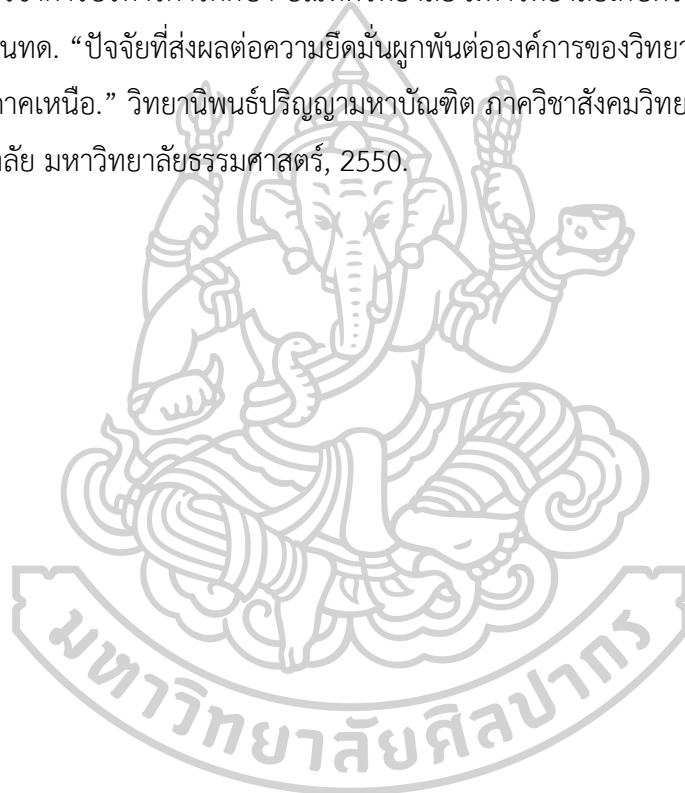 นทด. “ปัจจัยที่ส่งผลต่อความยึดมั่นผูกพันต่อองค์การของวิทยา
าคเหนือ.” วิทยานิพนธ์ปริญญามหาบัณฑิต ภาควิชาสังคมวิทย
ลัย มหาวิทยาลัยธรรมศาสตร์, 2550.
มหาวิทยาลัยศิลปากร